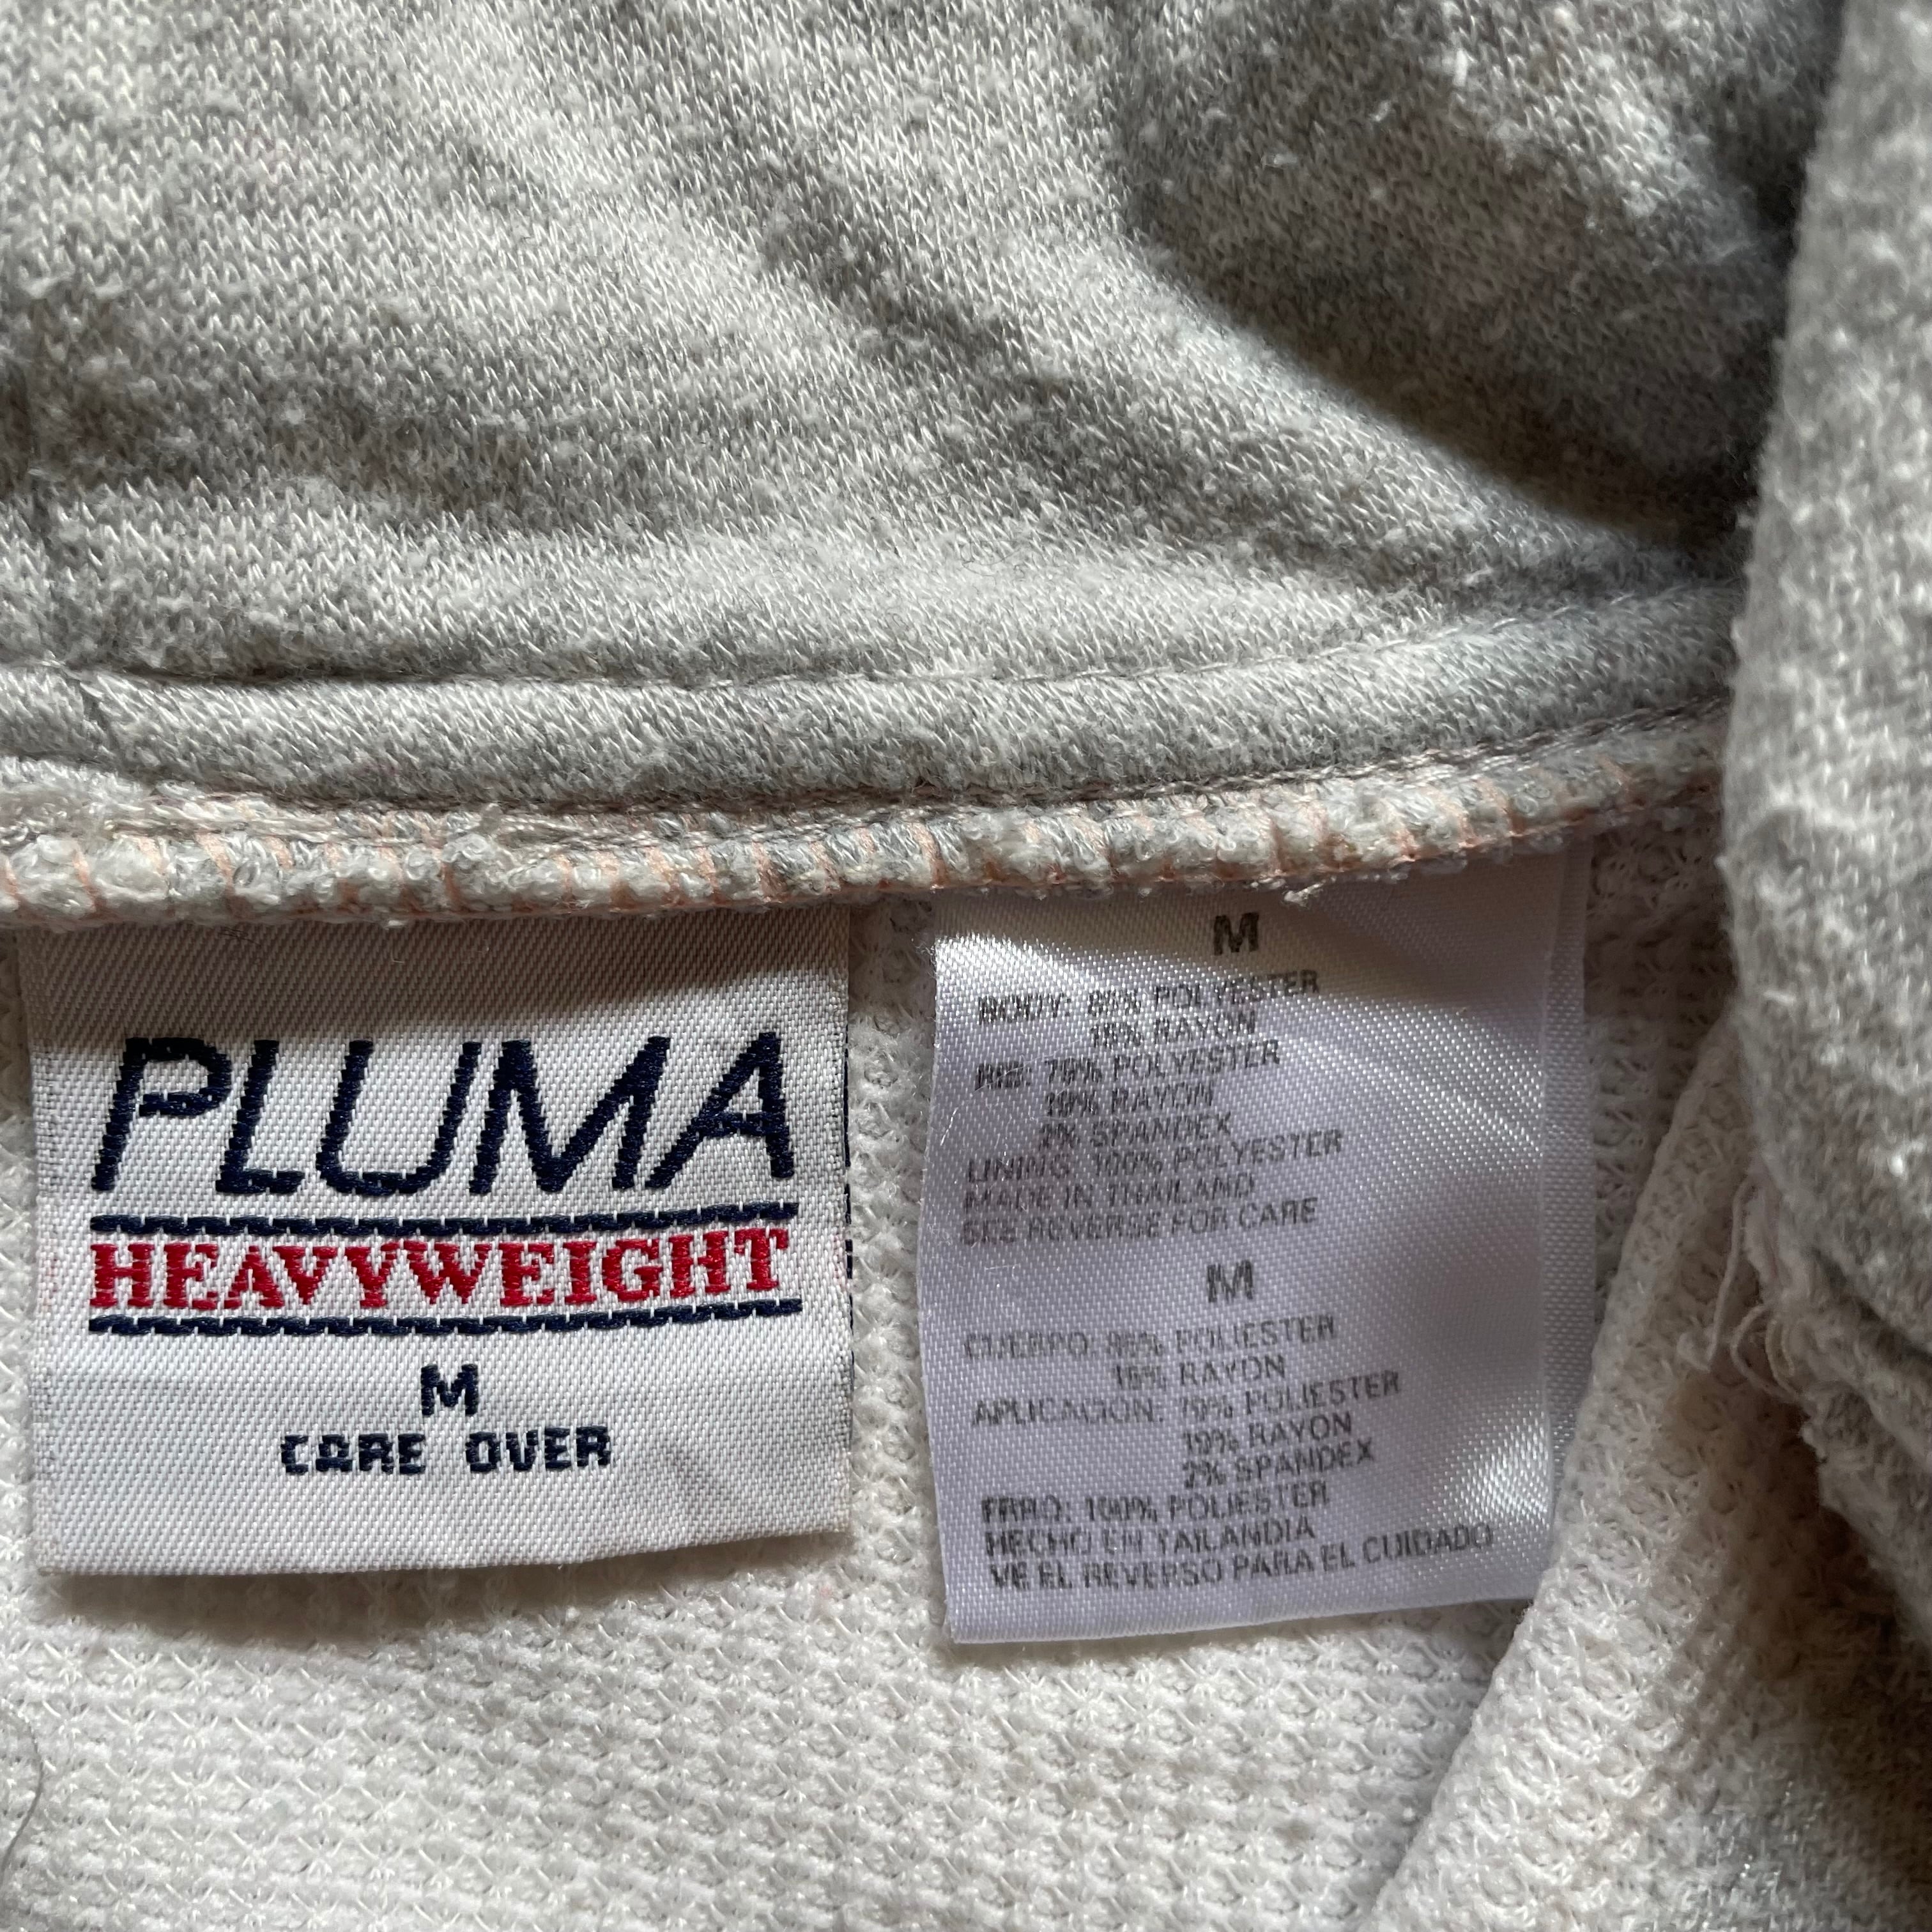 PLUMA
HEAVYWEIGHT
M
CARE OVER
M
BODY: 85% POLYESTER
15% RAYON
RIB: 79% POLYESTER
19% RAYON
2% SPANDEX
LINING: 100% POLYESTER
MADE IN THAILAND
SEE REVERSE FOR CARE
M
CUERPO: 85% POLIESTER
15% RAYON
APLICACION: 79% POLIESTER
19% RAYON
2% SPANDEX
100% POLIESTER
HECHO EN TAILANDIA
VE EL REVERSO PARA EL CUIDADO